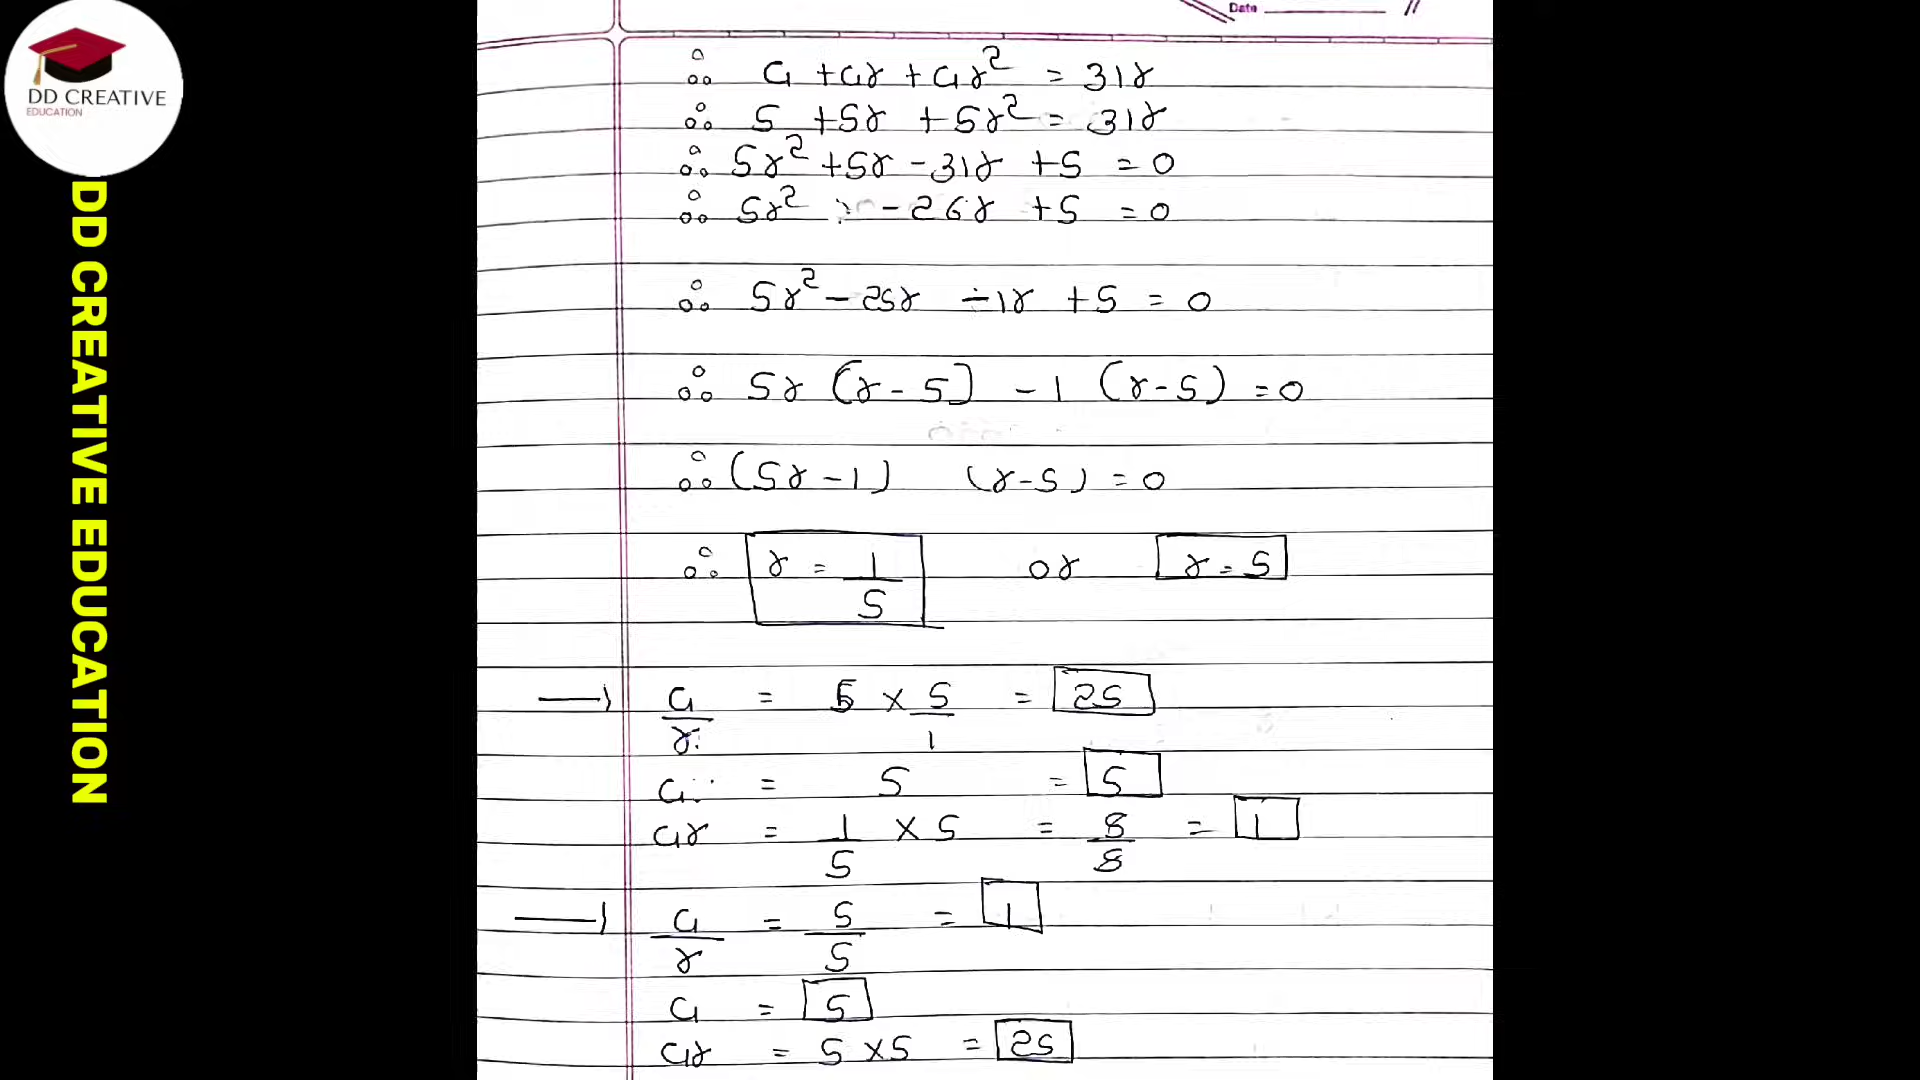 DD CREATIVE
EDUCATION
DD CREATIVE EDUCATION
Date
∴ a + ar + ar² = 31r
∴ 5 + 5r + 5r² = 31r
∴ 5r² + 5r - 31r + 5 = 0
∴ 5r² - 26r + 5 = 0
∴ 5r² - 25r - 1r + 5 = 0
∴ 5r (r - 5) - 1 (r - 5) = 0
∴ (5r - 1) (r - 5) = 0
∴ r = 1/5 or r = 5
→ a/r = 5 × 5/1 = 25
a = 5 = 5
ar = 1/5 × 5 = 5/5 = 1
→ a/r = 5/5 = 1
a = 5
ar = 5 × 5 = 25